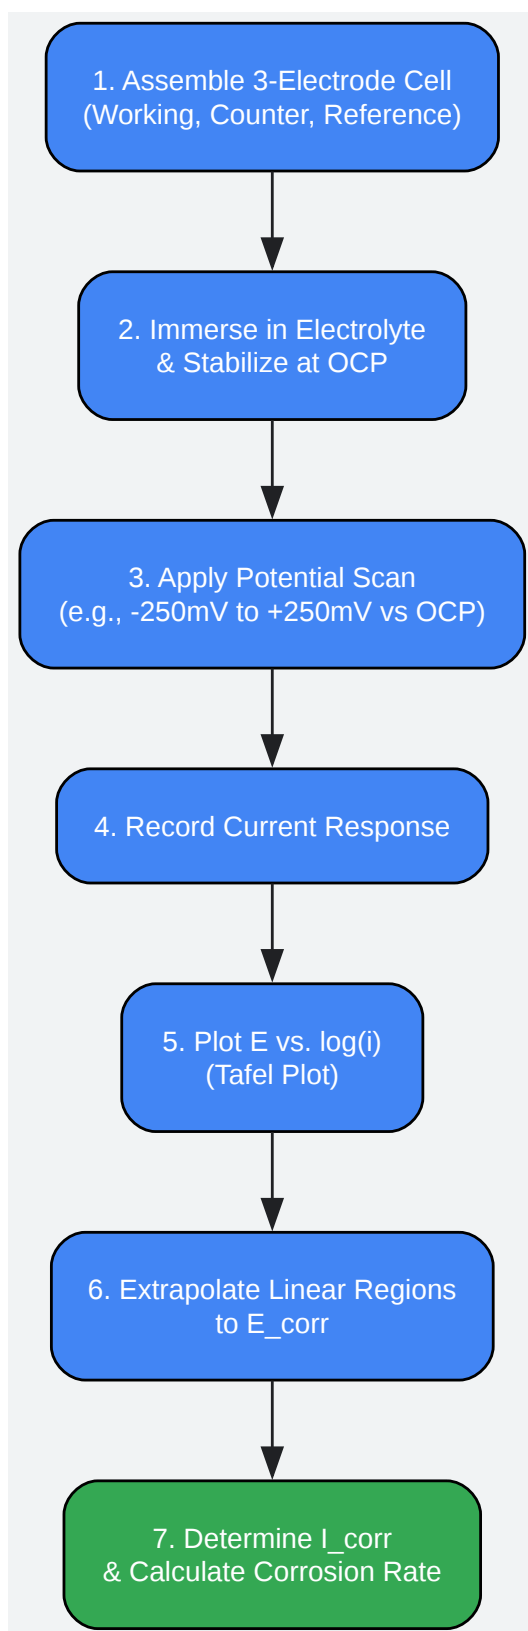 1. Assemble 3-Electrode Cell
(Working, Counter, Reference)
2. Immerse in Electrolyte
& Stabilize at OCP
3. Apply Potential Scan
(e.g., -250mV to +250mV vs OCP)
4. Record Current Response
5. Plot E vs. log(i)
(Tafel Plot)
6. Extrapolate Linear Regions
to E_corr
7. Determine I_corr
& Calculate Corrosion Rate